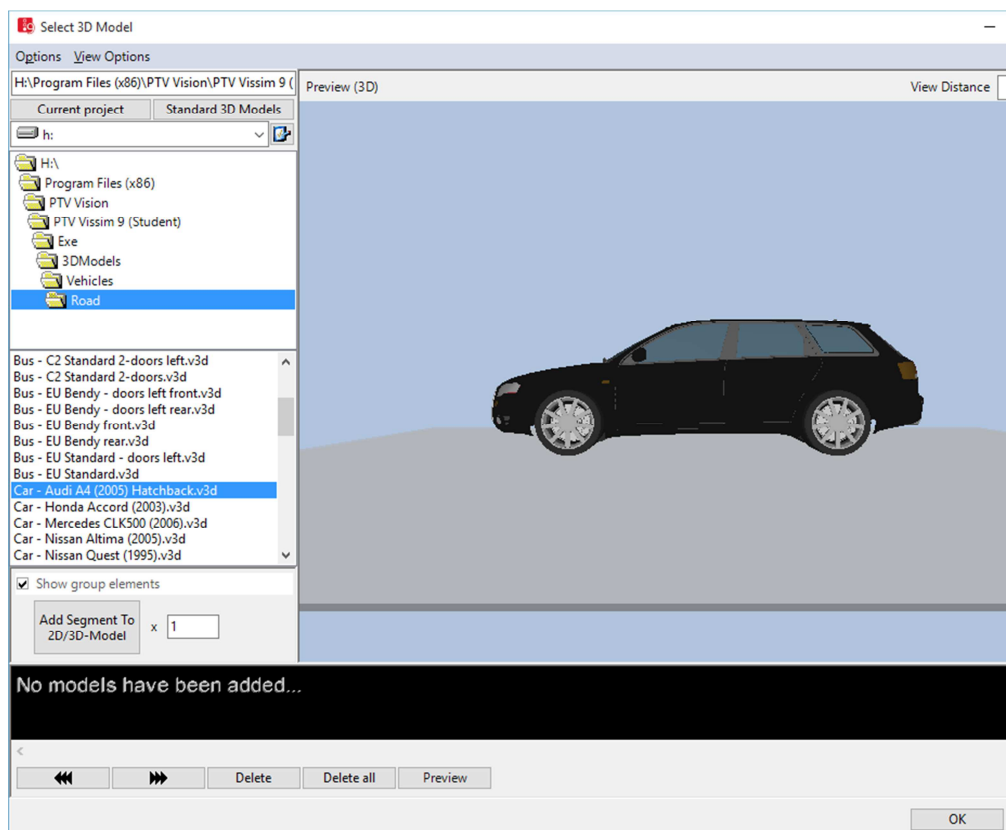 Select 3D Model
Options View Options
H:\Program Files (x86)\PTV Vision\PTV Vissim 9 (
Preview (3D)
View Distance
Current project
Standard 3D Models
h:
H:\
Program Files (x86)
PTV Vision
PTV Vissim 9 (Student)
Exe
3DModels
Vehicles
Road
Bus - C2 Standard 2-doors left.v3d
Bus - C2 Standard 2-doors.v3d
Bus - EU Bendy - doors left front.v3d
Bus - EU Bendy - doors left rear.v3d
Bus - EU Bendy front.v3d
Bus - EU Bendy rear.v3d
Bus - EU Standard - doors left.v3d
Bus - EU Standard.v3d
Car - Audi A4 (2005) Hatchback.v3d
Car - Honda Accord (2003).v3d
Car - Mercedes CLK500 (2006).v3d
Car - Nissan Altima (2005).v3d
Car - Nissan Quest (1995).v3d
Show group elements
Add Segment To
2D/3D-Model
x 1
No models have been added...
Delete
Delete all
Preview
OK